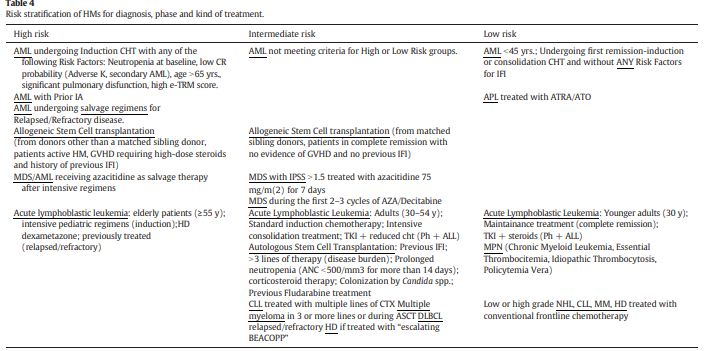 Table 4
Risk stratification of HMs for diagnosis, phase and kind of treatment.
High risk
Intermediate risk
Low risk
AML undergoing Induction CHT with any of the
following Risk Factors: Neutropenia at baseline, low CR
probability (Adverse K, secondary AML), age >65 yrs.,
significant pulmonary disfunction, high e-TRM score.
AML not meeting criteria for High or Low Risk groups.
AML <45 yrs.; Undergoing first remission-induction
or consolidation CHT and without ANY Risk Factors
for IFI
AML with Prior IA
APL treated with ATRA/ATO
AML undergoing salvage regimens for
Relapsed/Refractory disease.
Allogeneic Stem Cell transplantation
(from donors other than a matched sibling donor,
patients active HM, GVHD requiring high-dose steroids
and history of previous IFI)
Allogeneic Stem Cell transplantation (from matched
sibling donors, patients in complete remission with
no evidence of GVHD and no previous IFI)
MDS/AML receiving azacitidine as salvage therapy
after intensive regimens
MDS with IPSS >1.5 treated with azacitidine 75
mg/m(2) for 7 days
MDS during the first 2–3 cycles of AZA/Decitabine
Acute lymphoblastic leukemia: elderly patients (≥55 y);
intensive pediatric regimens (induction);HD
dexametazone; previously treated
(relapsed/refractory)
Acute Lymphoblastic Leukemia: Adults (30–54 y);
Standard induction chemotherapy; Intensive
consolidation treatment; TKI + reduced cht (Ph + ALL)
Autologous Stem Cell Transplantation: Previous IFI;
>3 lines of therapy (disease burden); Prolonged
neutropenia (ANC <500/mm3 for more than 14 days);
corticosteroid therapy; Colonization by Candida spp.;
Previous Fludarabine treatment
CLL treated with multiple lines of CTX Multiple
myeloma in 3 or more lines or during ASCT DLBCL
relapsed/refractory HD if treated with "escalating
BEACOPP"
Acute Lymphoblastic Leukemia: Younger adults (30 y);
Maintainance treatment (complete remission);
TKI + steroids (Ph + ALL)
MPN (Chronic Myeloid Leukemia, Essential
Thrombocitemia, Idiopathic Thrombocytosis,
Policytemia Vera)
Low or high grade NHL, CLL, MM, HD treated with
conventional frontline chemotherapy